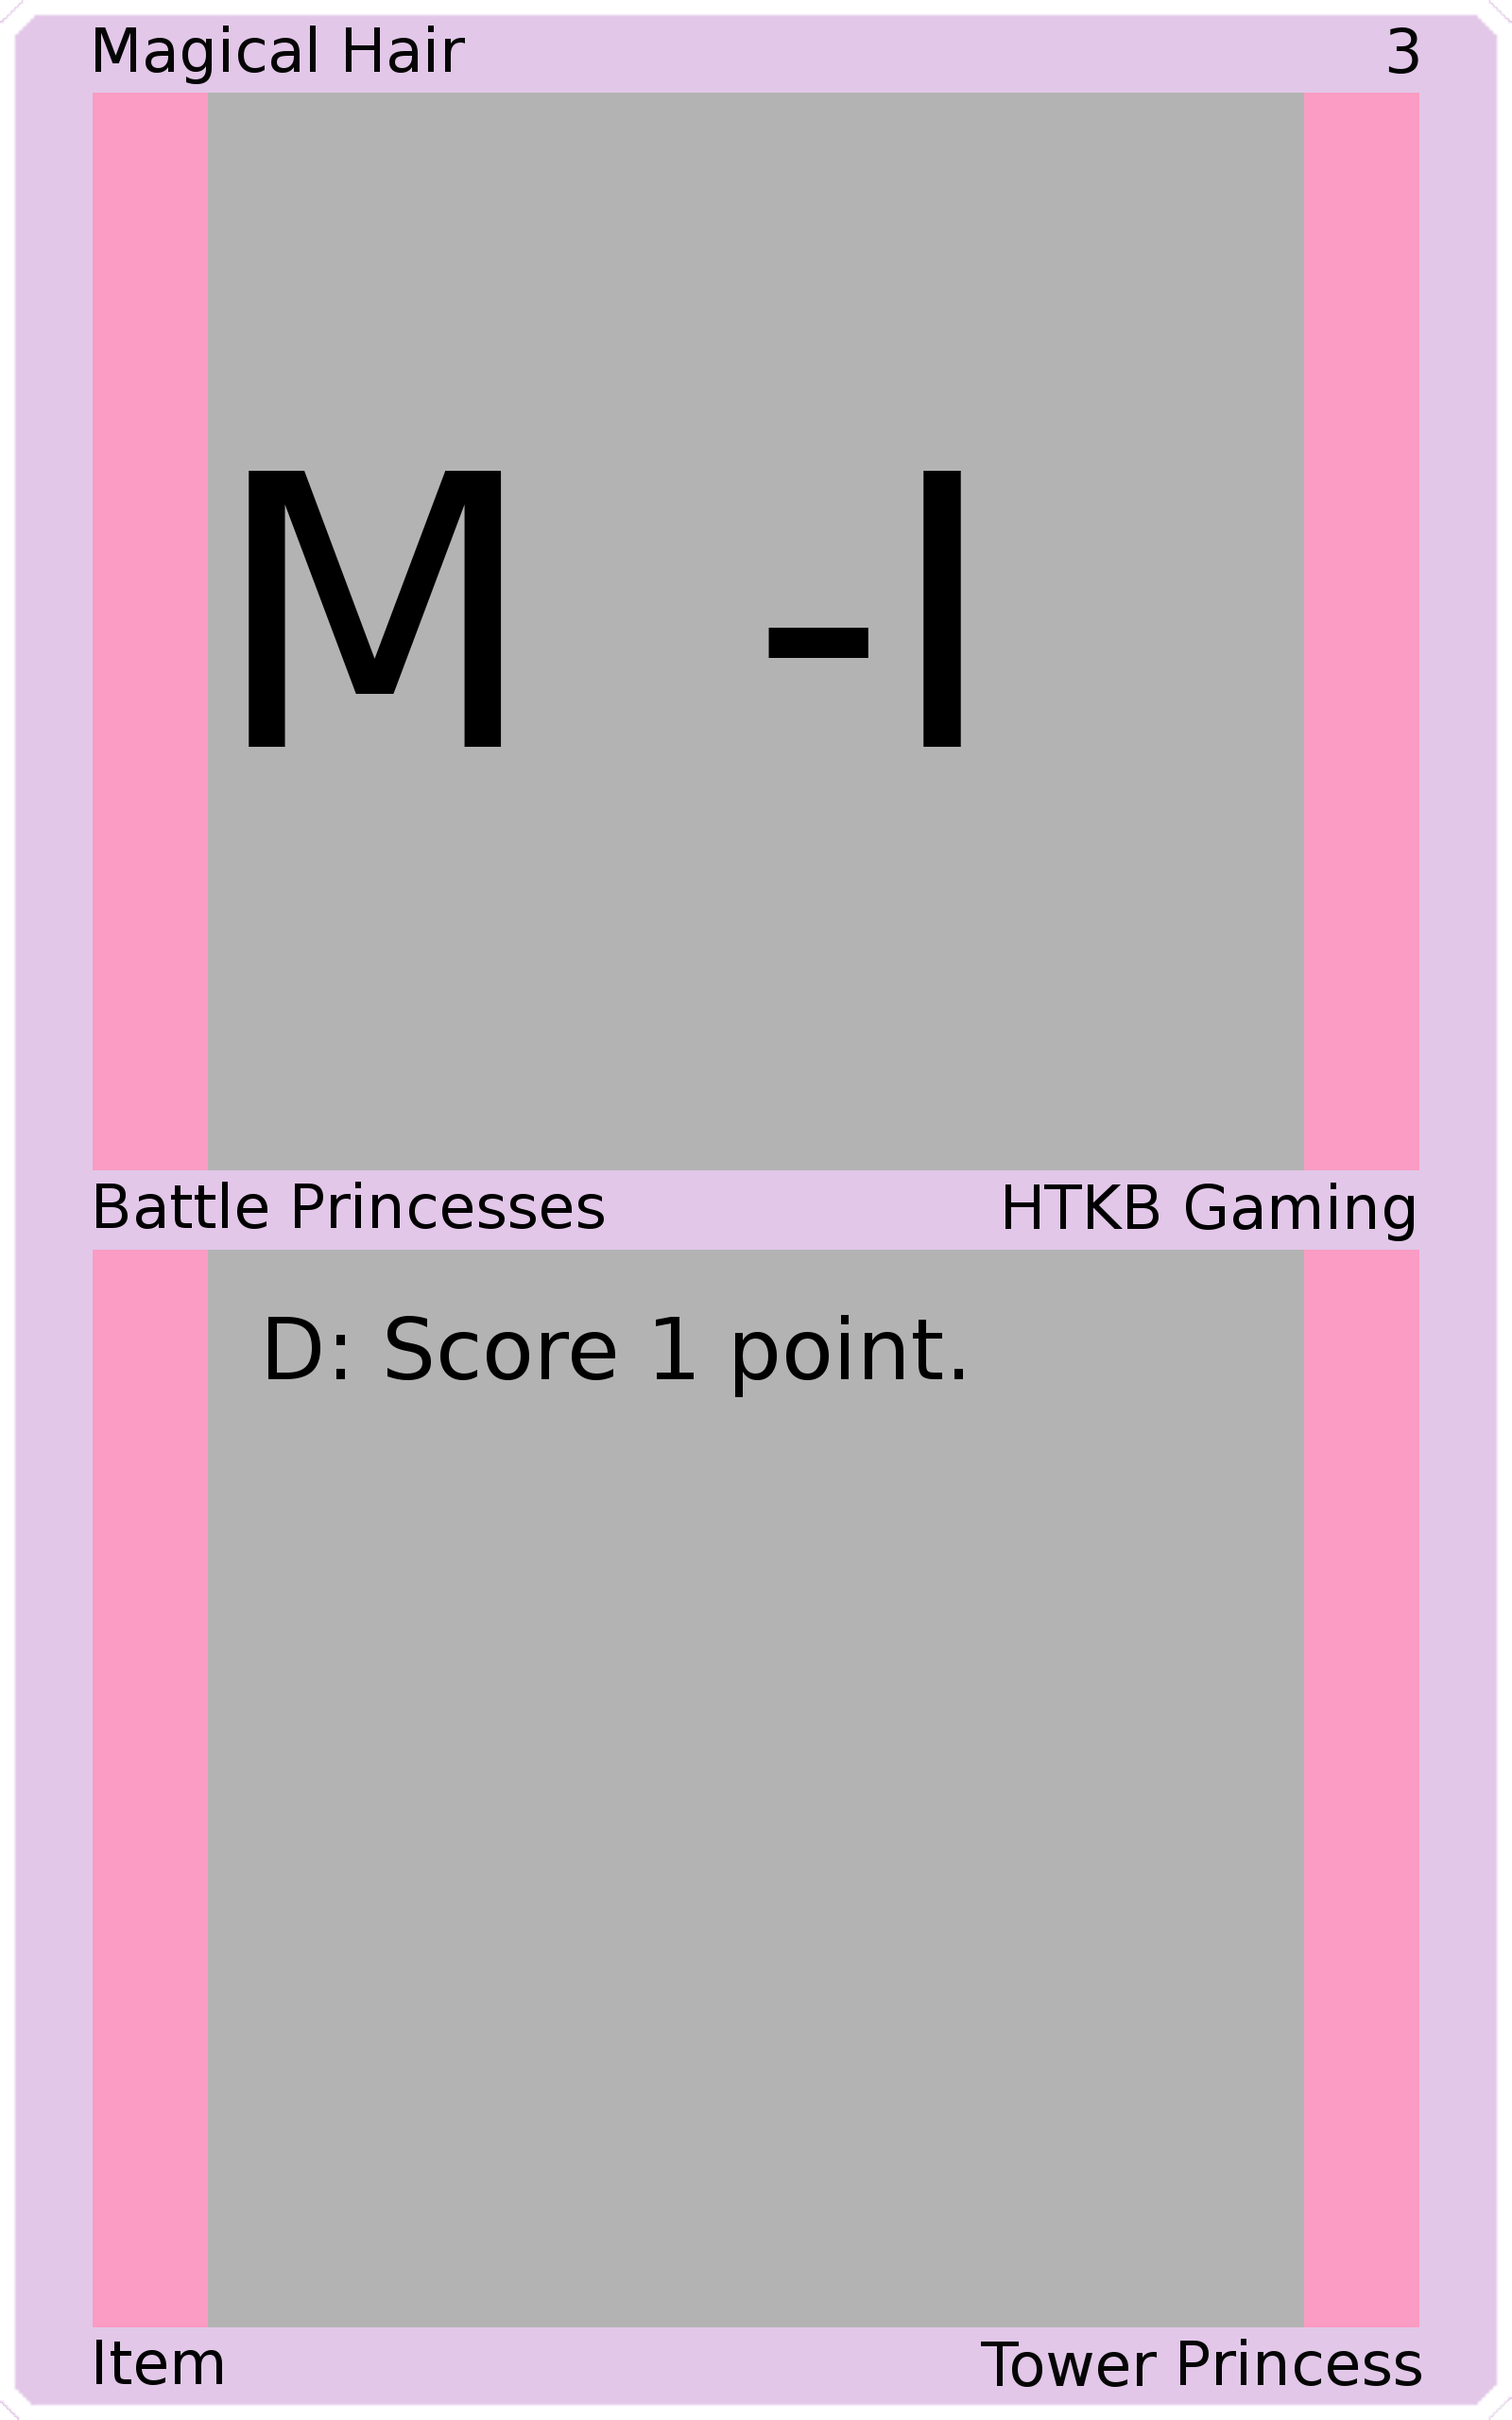 Magical Hair 3
M -I
Battle Princesses HTKB Gaming
D: Score 1 point.
Item Tower Princess